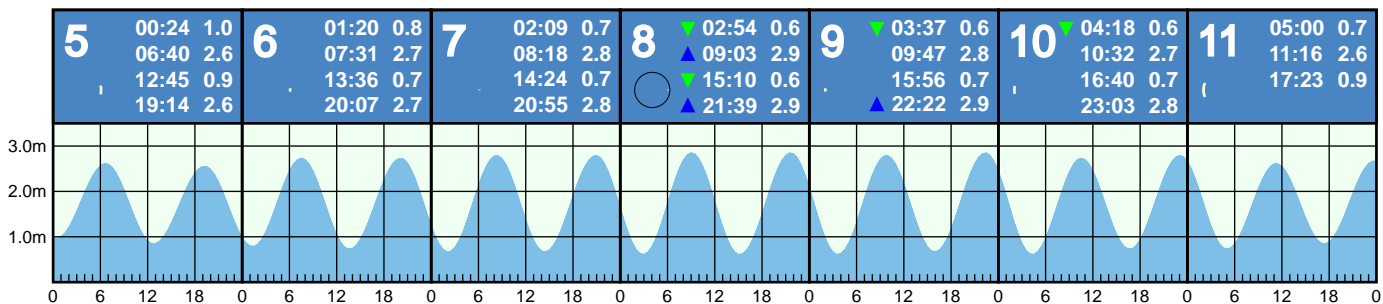 5 00:24 1.0
06:40 2.6
12:45 0.9
19:14 2.6
6 01:20 0.8
07:31 2.7
13:36 0.7
20:07 2.7
7 02:09 0.7
08:18 2.8
14:24 0.7
20:55 2.8
8 ▼ 02:54 0.6
▲ 09:03 2.9
▼ 15:10 0.6
▲ 21:39 2.9
9 ▼ 03:37 0.6
09:47 2.8
15:56 0.7
▲ 22:22 2.9
10 ▼ 04:18 0.6
10:32 2.7
16:40 0.7
23:03 2.8
11 05:00 0.7
11:16 2.6
17:23 0.9
3.0m
2.0m
1.0m
0 6 12 18 0 6 12 18 0 6 12 18 0 6 12 18 0 6 12 18 0 6 12 18 0 6 12 18 0